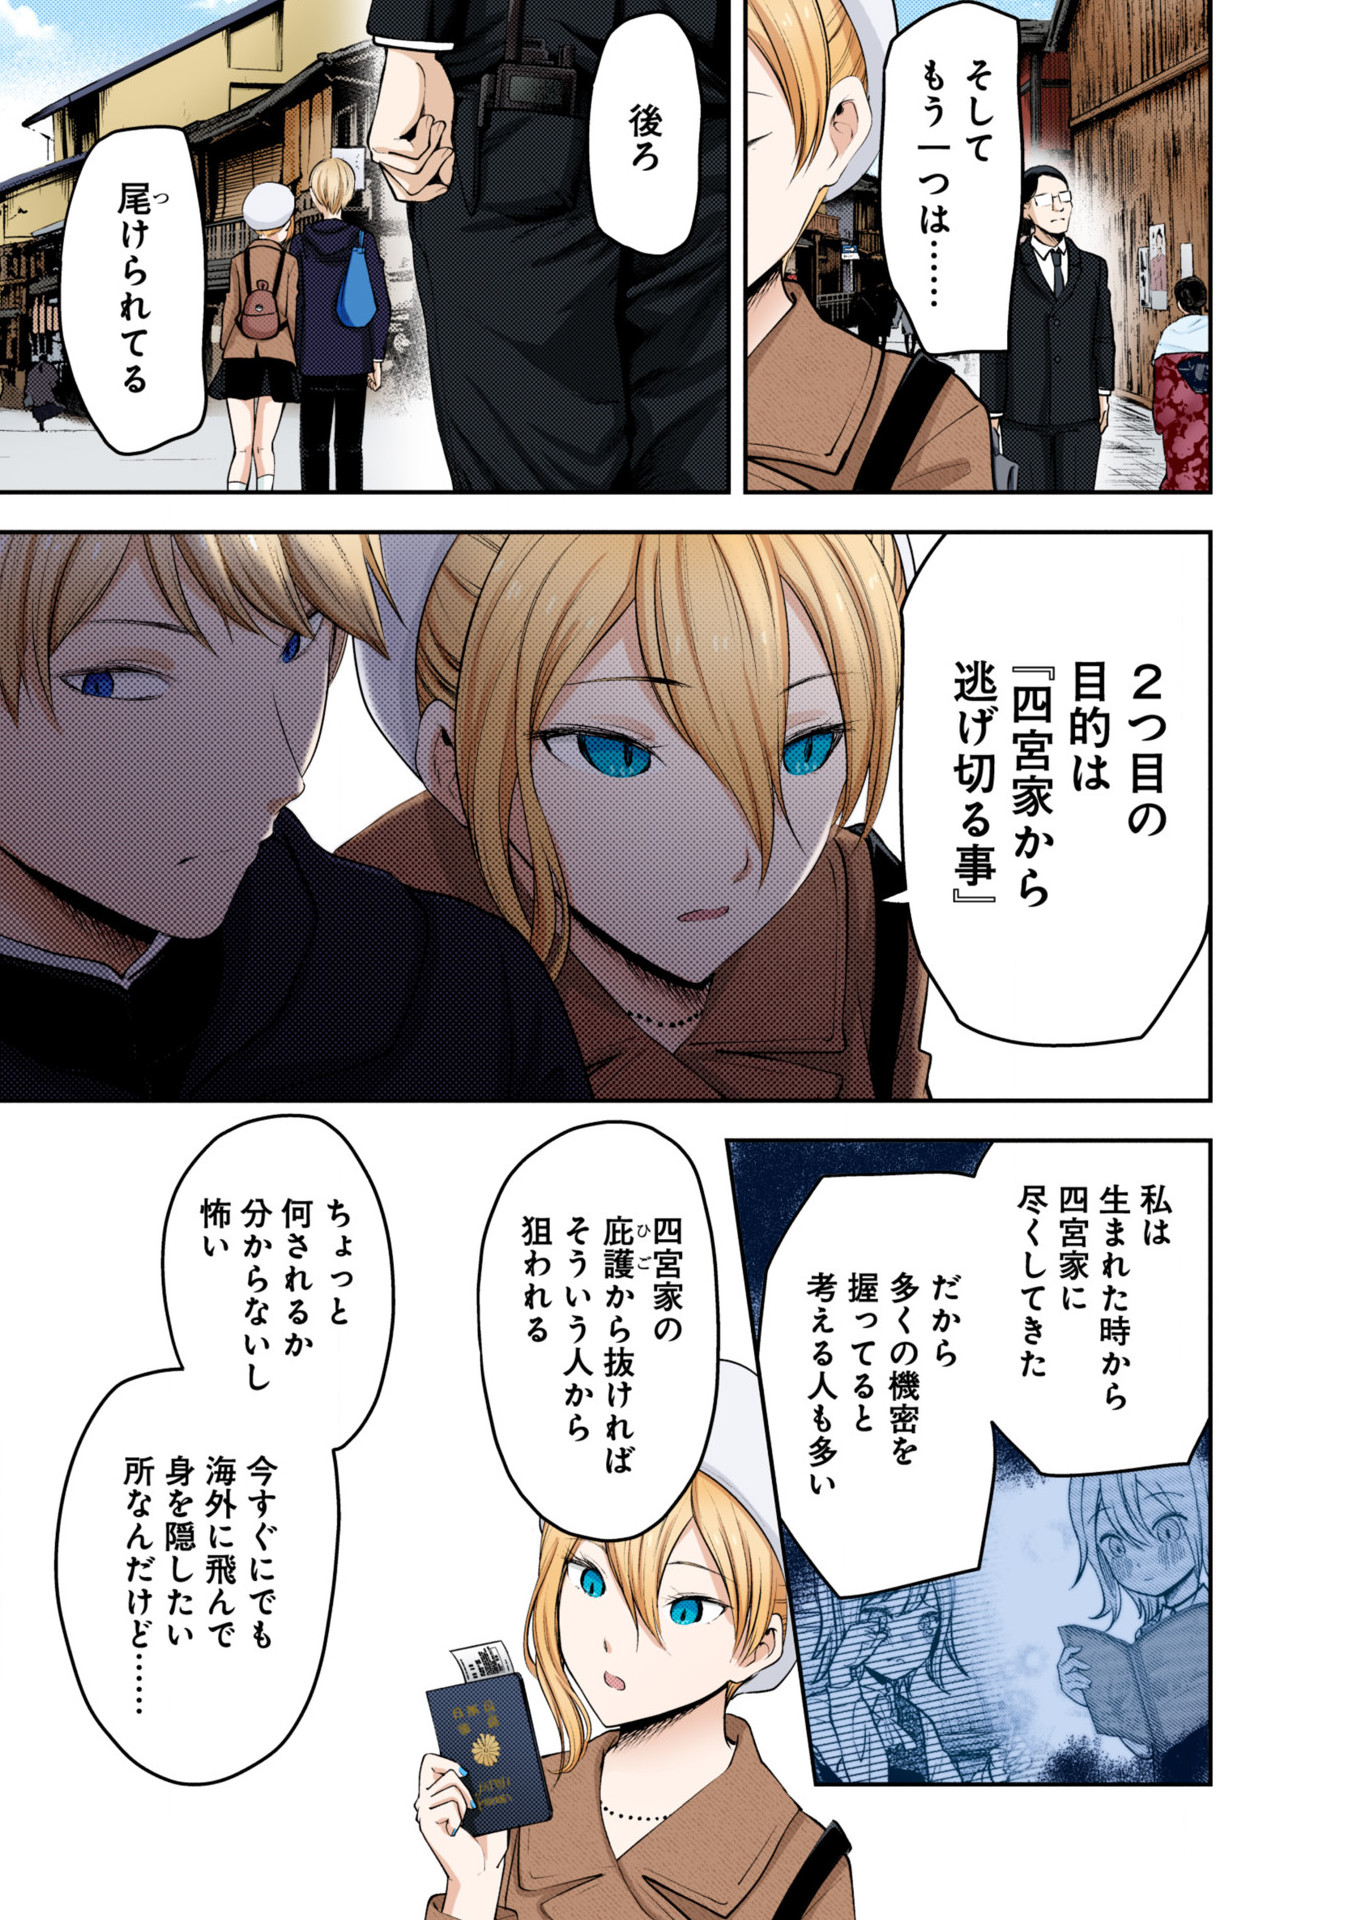 そして
もう一つは……
後ろ
尾けられてる
つ
2つ目の
目的は
『四宮家から
逃げ切る事』
私は
生まれた時から
四宮家に
尽くしてきた
だから
多くの機密を
握ってると
考える人も多い
四宮家の
庇護から抜ければ
ひご
そういう人から
狙われる
ちょっと
何されるか
分からないし
怖い
今すぐにでも
海外に飛んで
身を隠したい
所なんだけど……